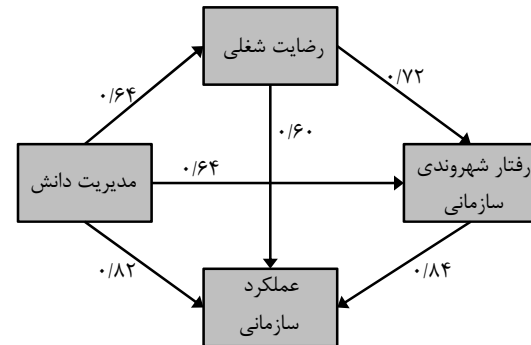 رضایت شغلی
۰/۶۴
۰/۷۲
۰/۶۰
مدیریت دانش
۰/۶۴
رفتار شهروندی
سازمانی
۰/۸۲
۰/۸۴
عملکرد
سازمانی